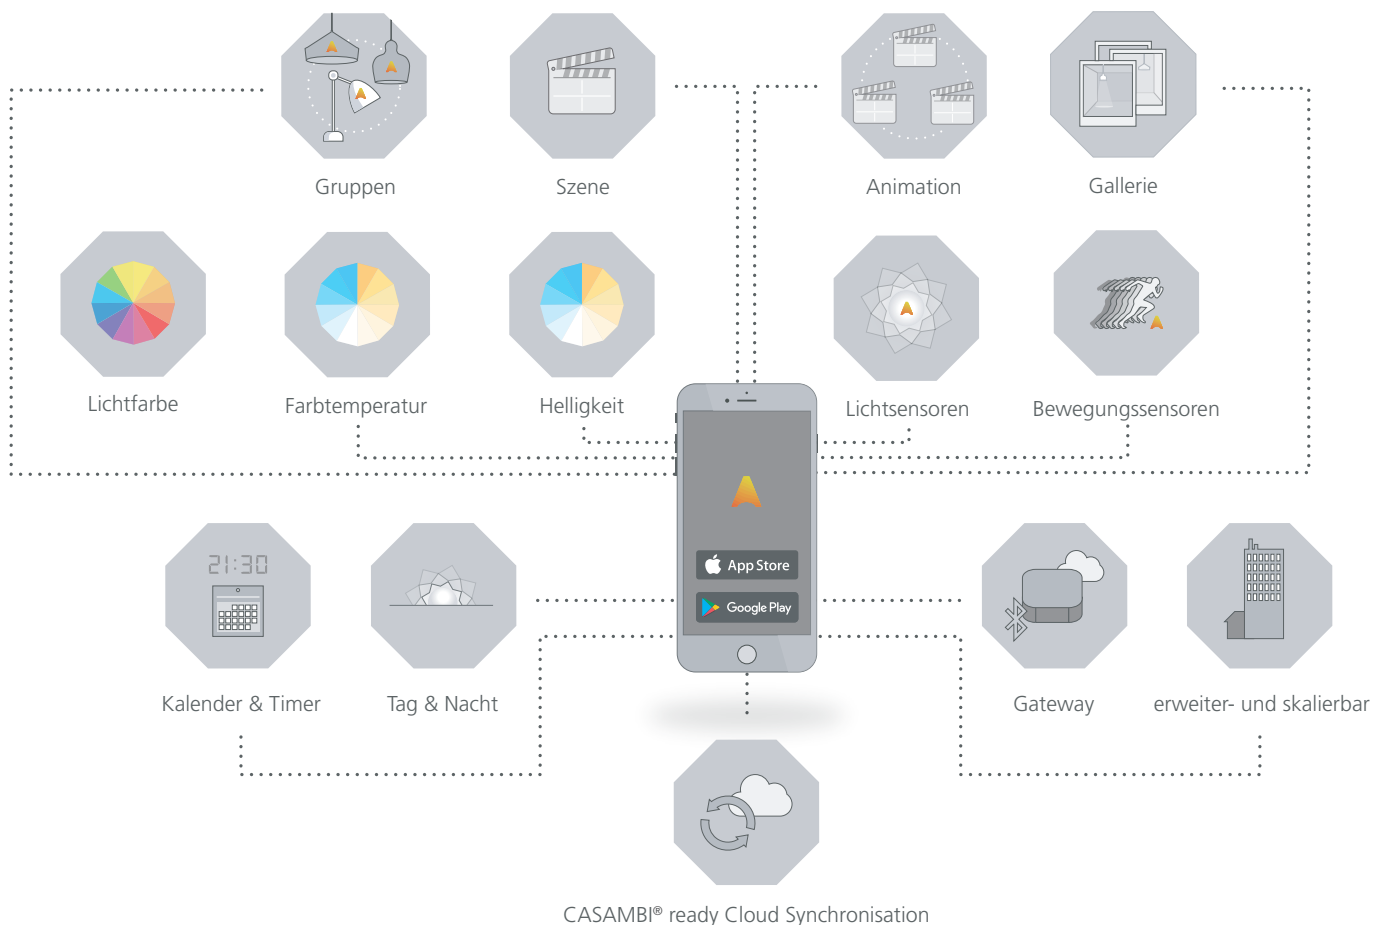 Gruppen
Szene
Animation
Gallerie
Lichtfarbe
Farbtemperatur
Helligkeit
Lichtsensoren
Bewegungssensoren
App Store
Google Play
21:30
Kalender & Timer
Tag & Nacht
Gateway
erweiter- und skalierbar
CASAMBI® ready Cloud Synchronisation